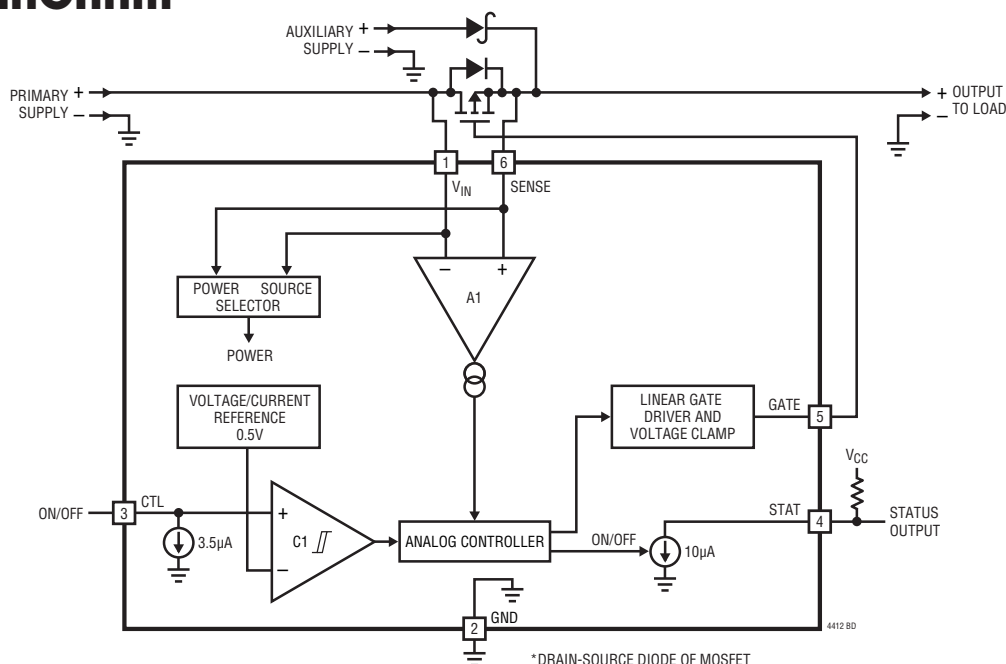 AUXILIARY +
SUPPLY –
PRIMARY +
SUPPLY –
+ OUTPUT
TO LOAD
–
1
6
VIN
SENSE
– +
A1
POWER SOURCE
SELECTOR
POWER
VOLTAGE/CURRENT
REFERENCE
0.5V
LINEAR GATE
DRIVER AND
VOLTAGE CLAMP
GATE
5
VCC
ON/OFF
3
CTL
3.5µA
+
C1
–
ANALOG CONTROLLER
ON/OFF
10µA
STAT
4
STATUS
OUTPUT
2
GND
4412 BD
*DRAIN-SOURCE DIODE OF MOSFET